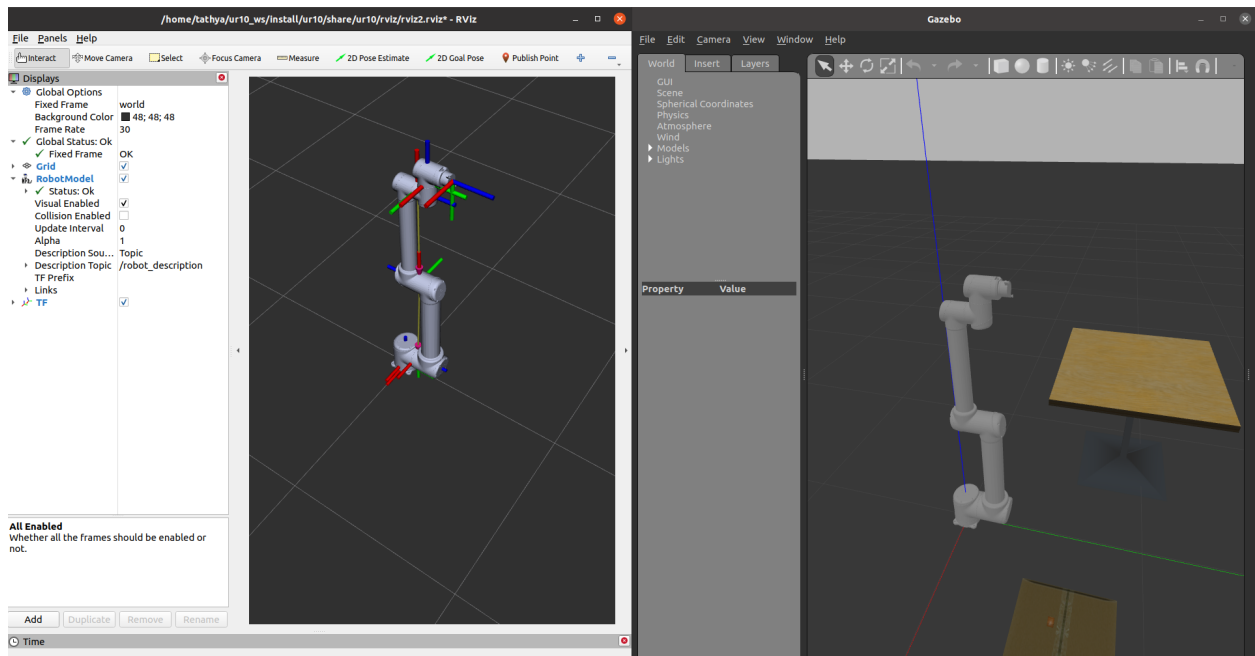 /home/tathya/ur10_ws/install/ur10/share/ur10/rviz/rviz2.rviz* - RViz
File Panels Help
Interact Move Camera Select Focus Camera Measure 2D Pose Estimate 2D Goal Pose Publish Point
Displays
Global Options
Fixed Frame world
Background Color 48; 48; 48
Frame Rate 30
Global Status: Ok
Fixed Frame OK
Grid
RobotModel
Status: Ok
Visual Enabled
Collision Enabled
Update Interval 0
Alpha 1
Description Sou... Topic
Description Topic /robot_description
TF Prefix
Links
TF
All Enabled
Whether all the frames should be enabled or
not.
Add Duplicate Remove Rename
Time
Gazebo
File Edit Camera View Window Help
World Insert Layers
GUI
Scene
Spherical Coordinates
Physics
Atmosphere
Wind
Models
Lights
Property Value